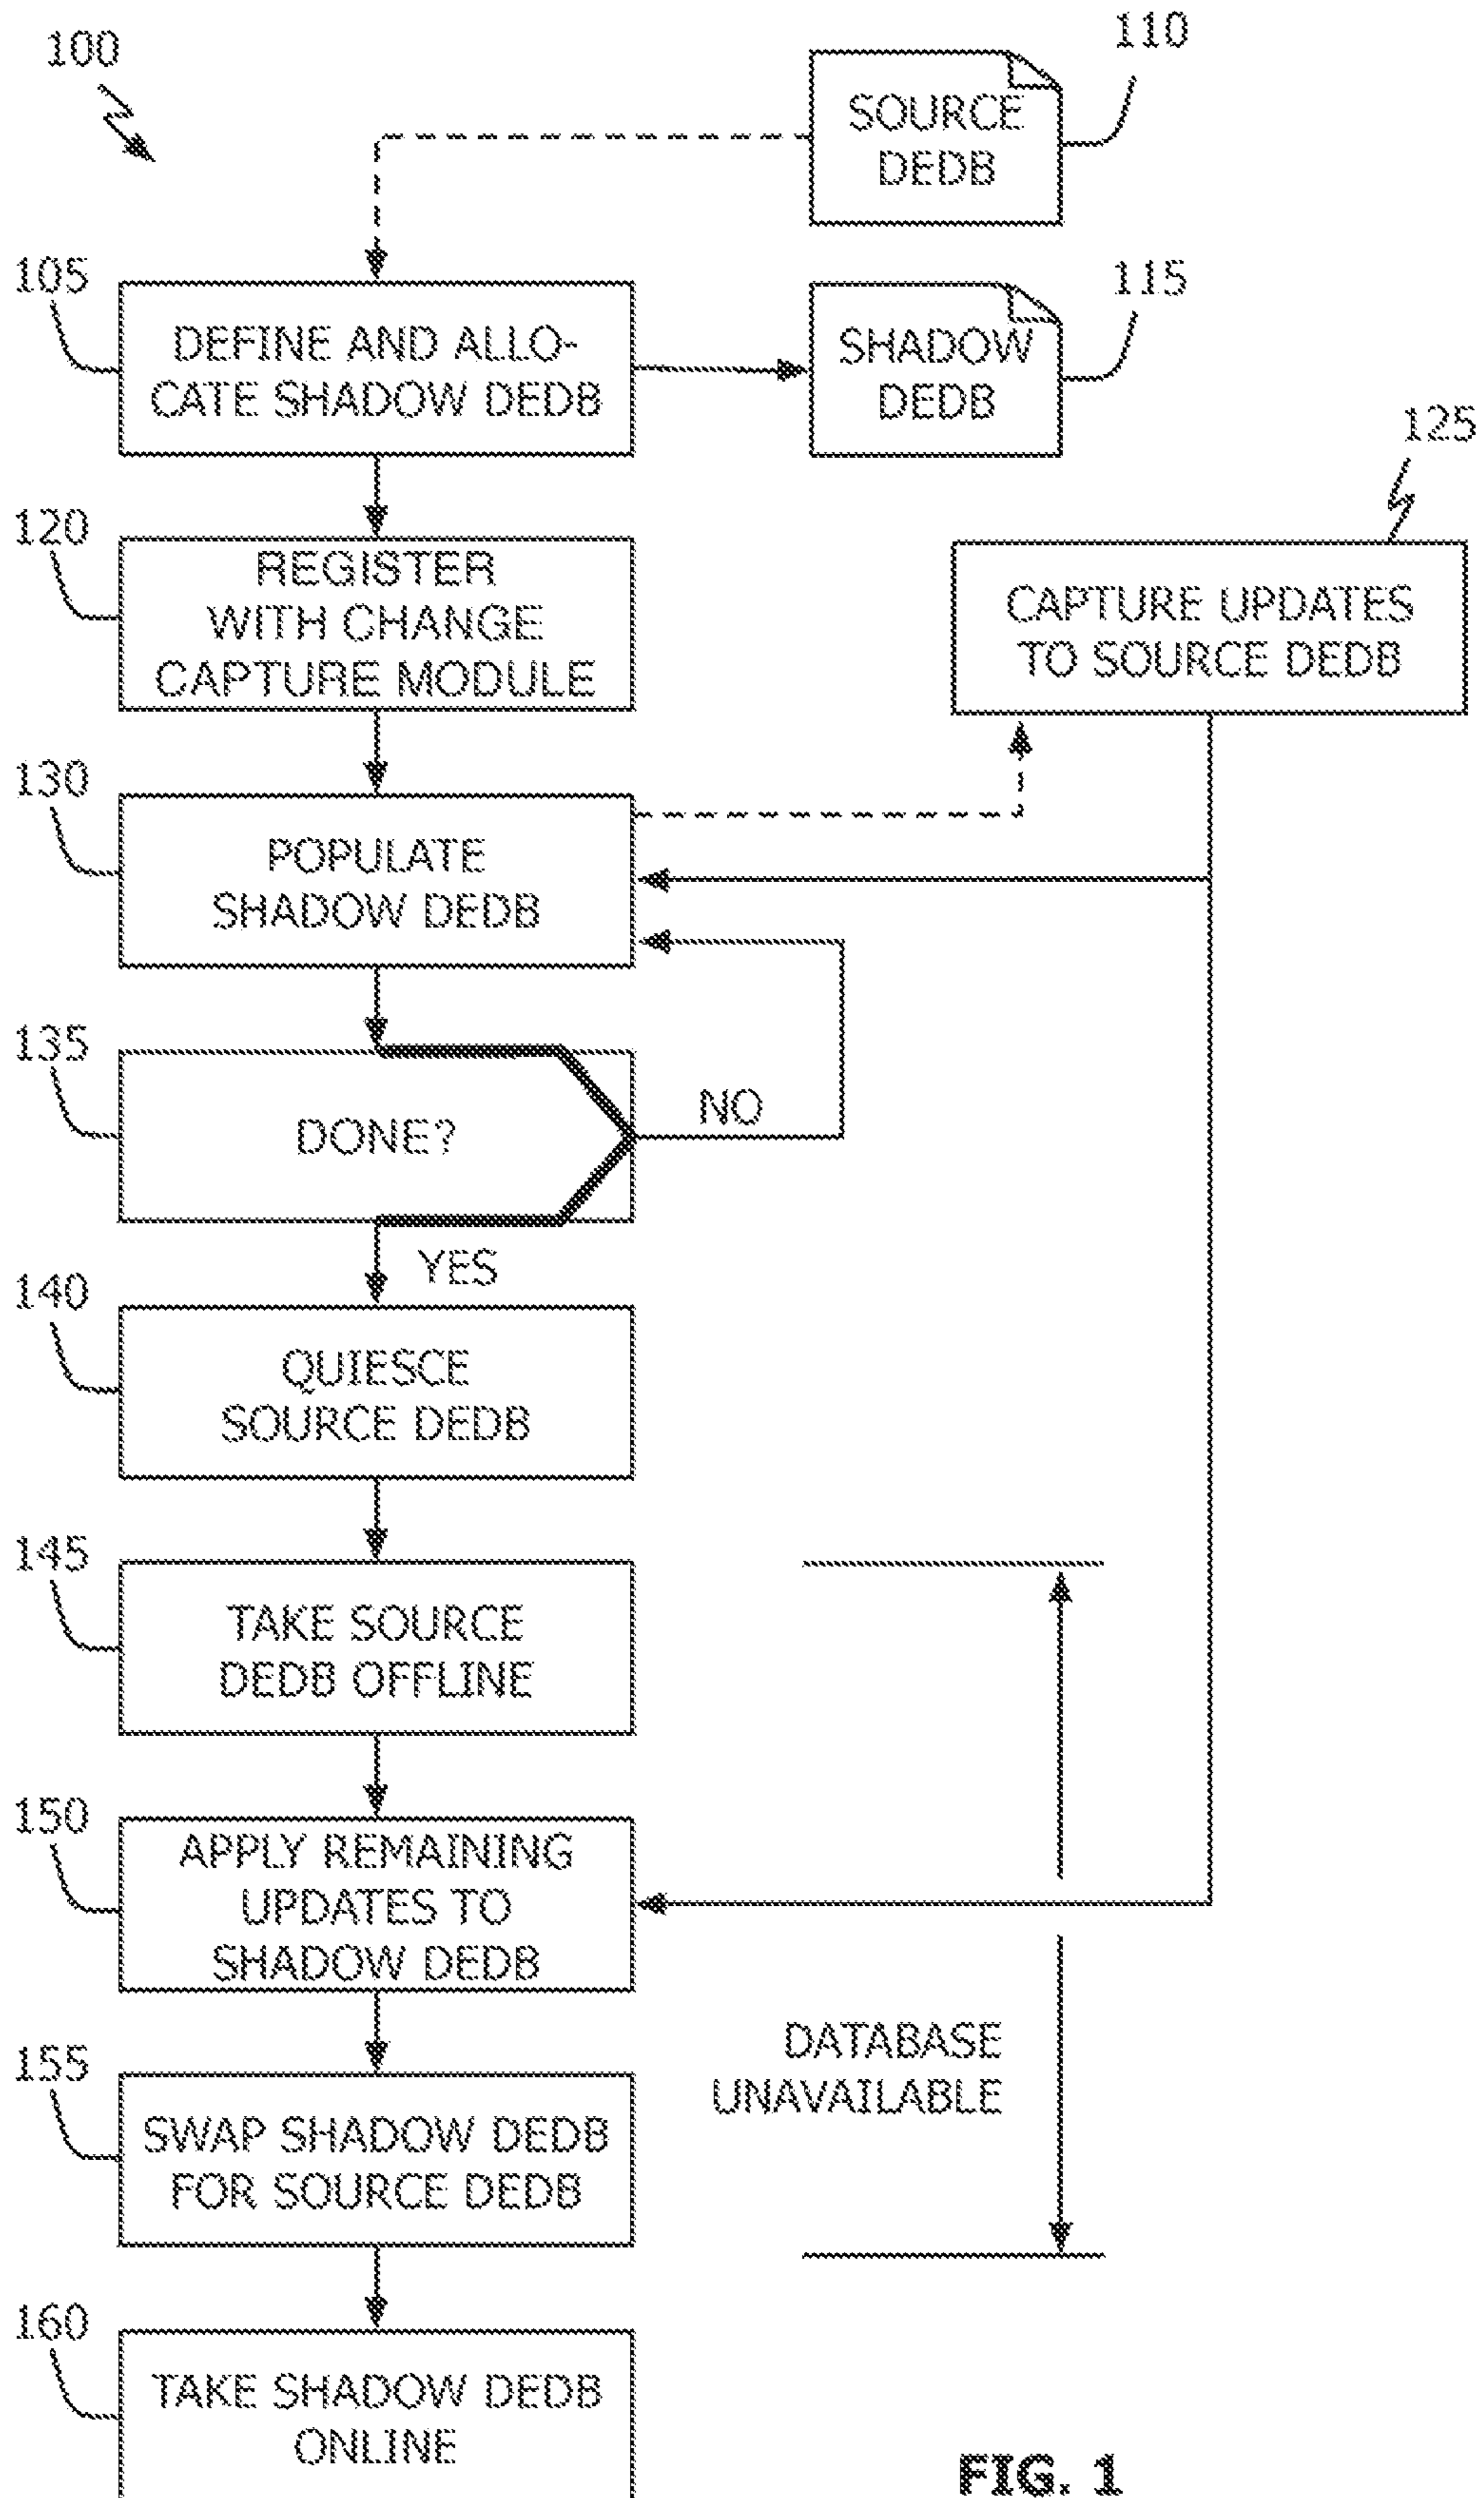 100
110
SOURCE
DEDB
105
DEFINE AND ALLO-
CATE SHADOW DEDB
115
SHADOW
DEDB
125
120
REGISTER
WITH CHANGE
CAPTURE MODULE
CAPTURE UPDATES
TO SOURCE DEDB
130
POPULATE
SHADOW DEDB
135
DONE?
NO
YES
140
QUIESCE
SOURCE DEDB
145
TAKE SOURCE
DEDB OFFLINE
150
APPLY REMAINING
UPDATES TO
SHADOW DEDB
DATABASE
UNAVAILABLE
155
SWAP SHADOW DEDB
FOR SOURCE DEDB
160
TAKE SHADOW DEDB
ONLINE
FIG. 1